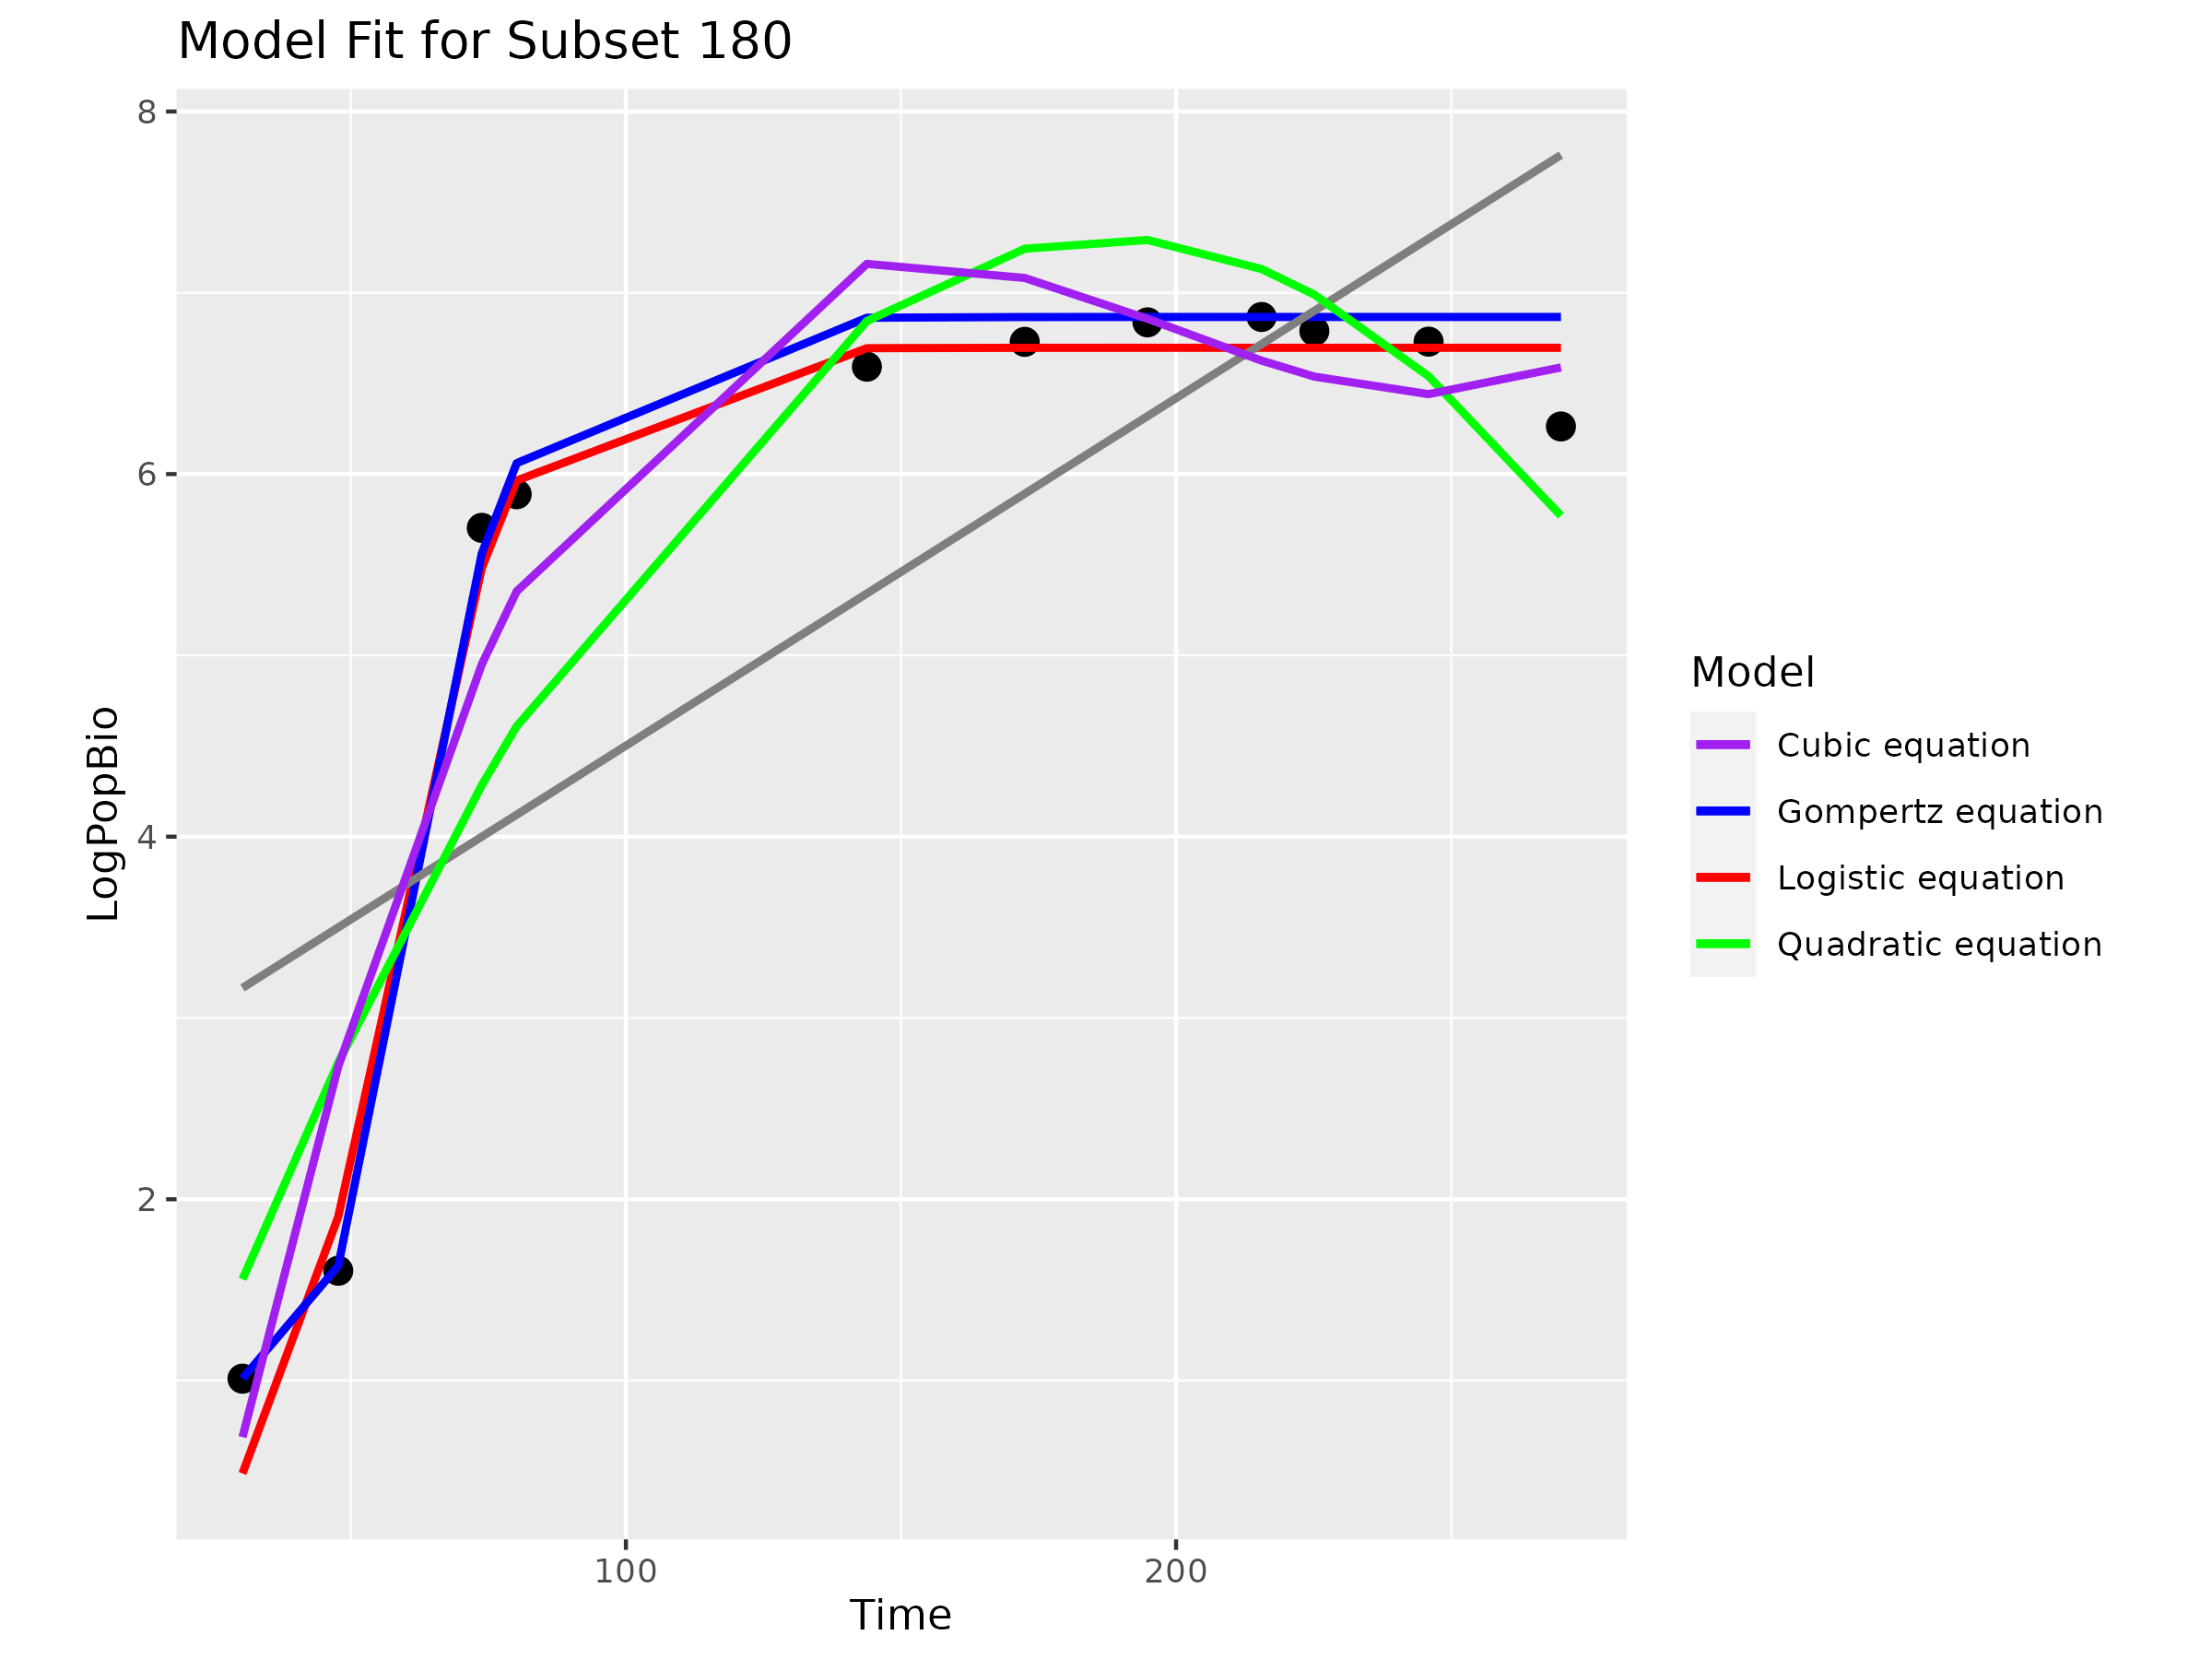 Model Fit for Subset 180
8
6
4
2
LogPopBio
100 200
Time
Model
Cubic equation
Gompertz equation
Logistic equation
Quadratic equation